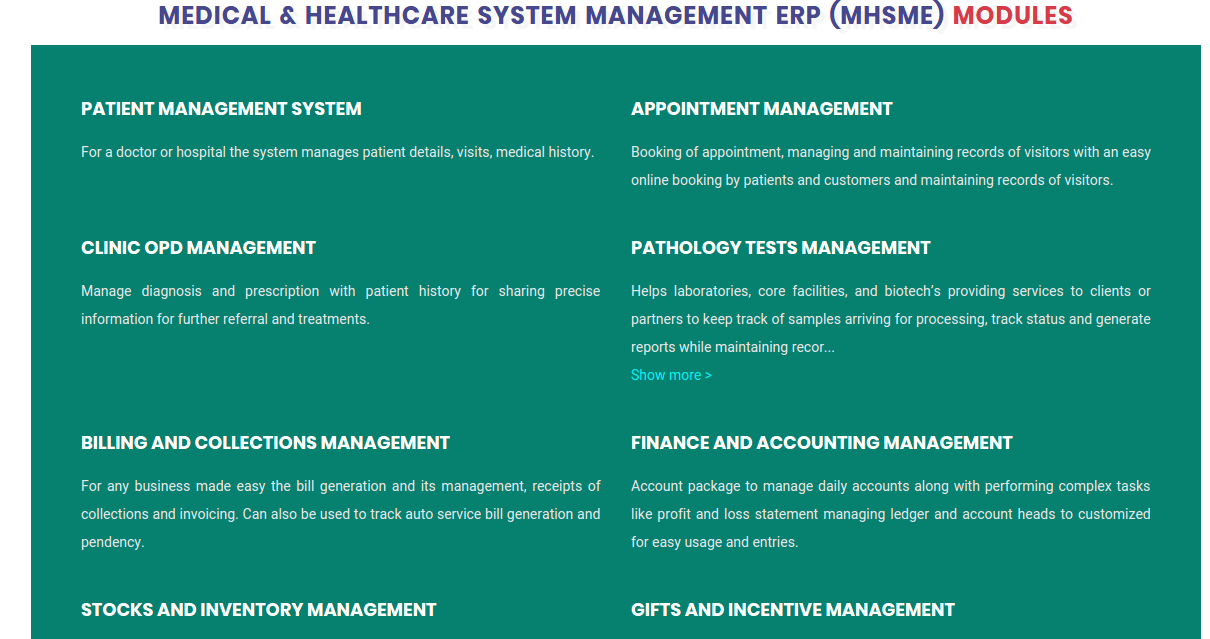 MEDICAL & HEALTHCARE SYSTEM MANAGEMENT ERP (MHSME) MODULES
PATIENT MANAGEMENT SYSTEM
For a doctor or hospital the system manages patient details, visits, medical history.
APPOINTMENT MANAGEMENT
Booking of appointment, managing and maintaining records of visitors with an easy
online booking by patients and customers and maintaining records of visitors.
CLINIC OPD MANAGEMENT
Manage diagnosis and prescription with patient history for sharing precise
information for further referral and treatments.
PATHOLOGY TESTS MANAGEMENT
Helps laboratories, core facilities, and biotech’s providing services to clients or
partners to keep track of samples arriving for processing, track status and generate
reports while maintaining recor...
Show more >
BILLING AND COLLECTIONS MANAGEMENT
For any business made easy the bill generation and its management, receipts of
collections and invoicing. Can also be used to track auto service bill generation and
pendency.
FINANCE AND ACCOUNTING MANAGEMENT
Account package to manage daily accounts along with performing complex tasks
like profit and loss statement managing ledger and account heads to customized
for easy usage and entries.
STOCKS AND INVENTORY MANAGEMENT
GIFTS AND INCENTIVE MANAGEMENT